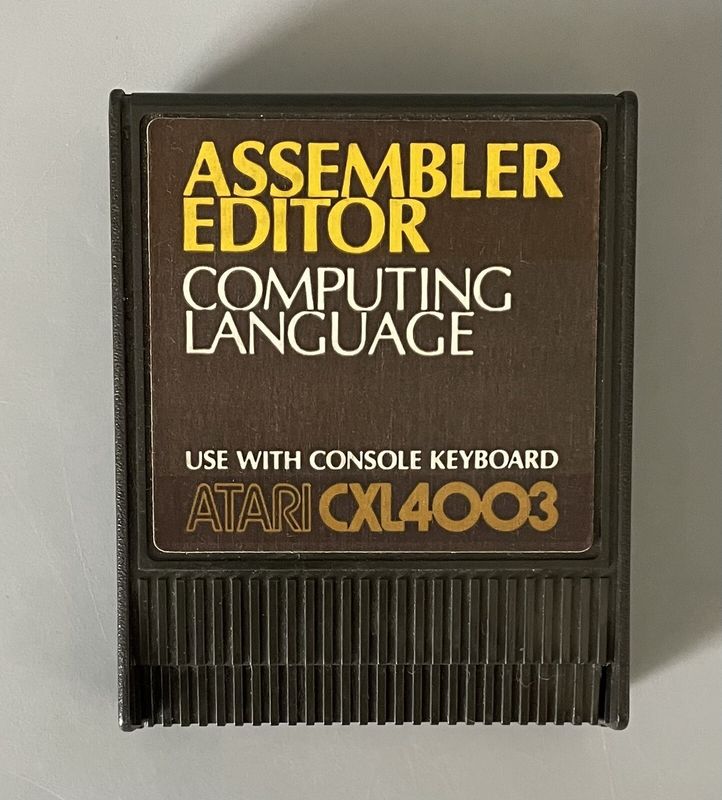 ASSEMBLER
EDITOR
COMPUTING
LANGUAGE
USE WITH CONSOLE KEYBOARD
ATARI CXL4003